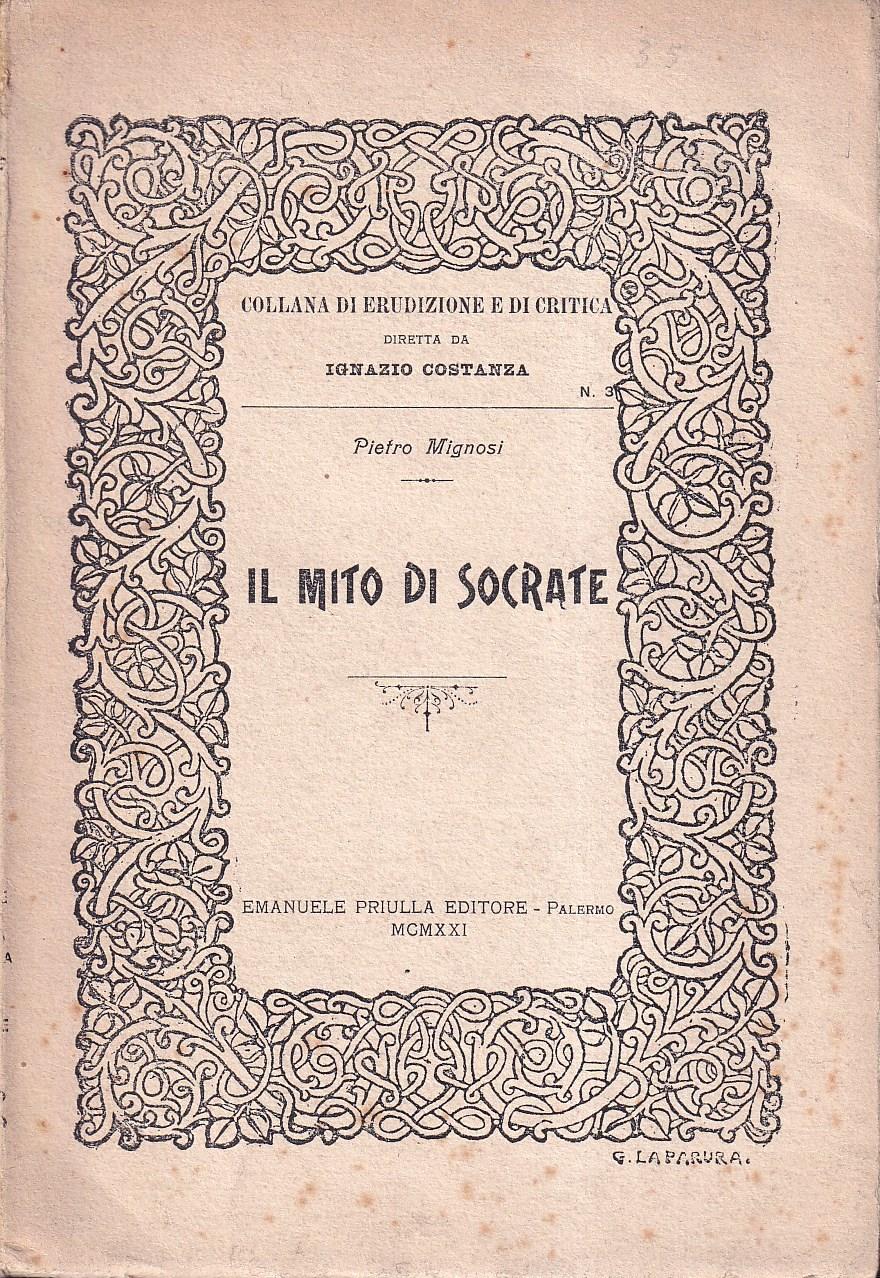 35
COLLANA DI ERUDIZIONE E DI CRITICA
DIRETTA DA
IGNAZIO COSTANZA
N. 3
Pietro Mignosi
IL MITO DI SOCRATE
EMANUELE PRIULLA EDITORE - PALERMO
MCMXXI
G. LA PARURA.